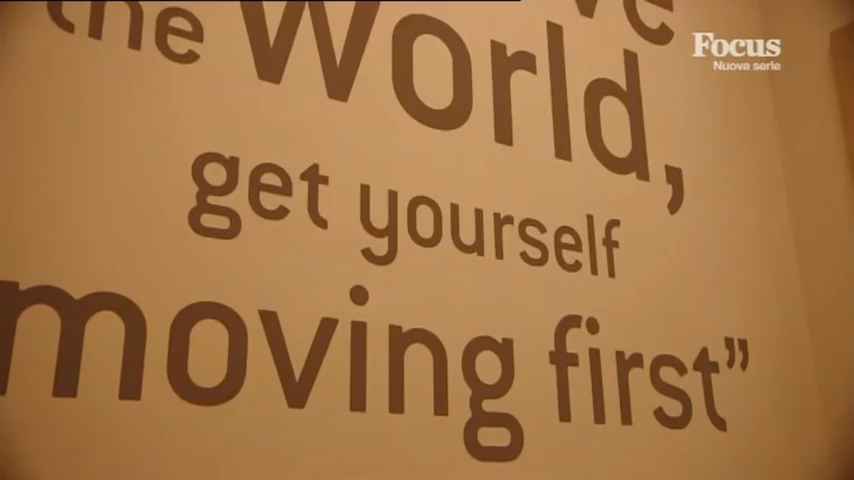 the World,
get yourself
moving first”
Focus
Nuova serie